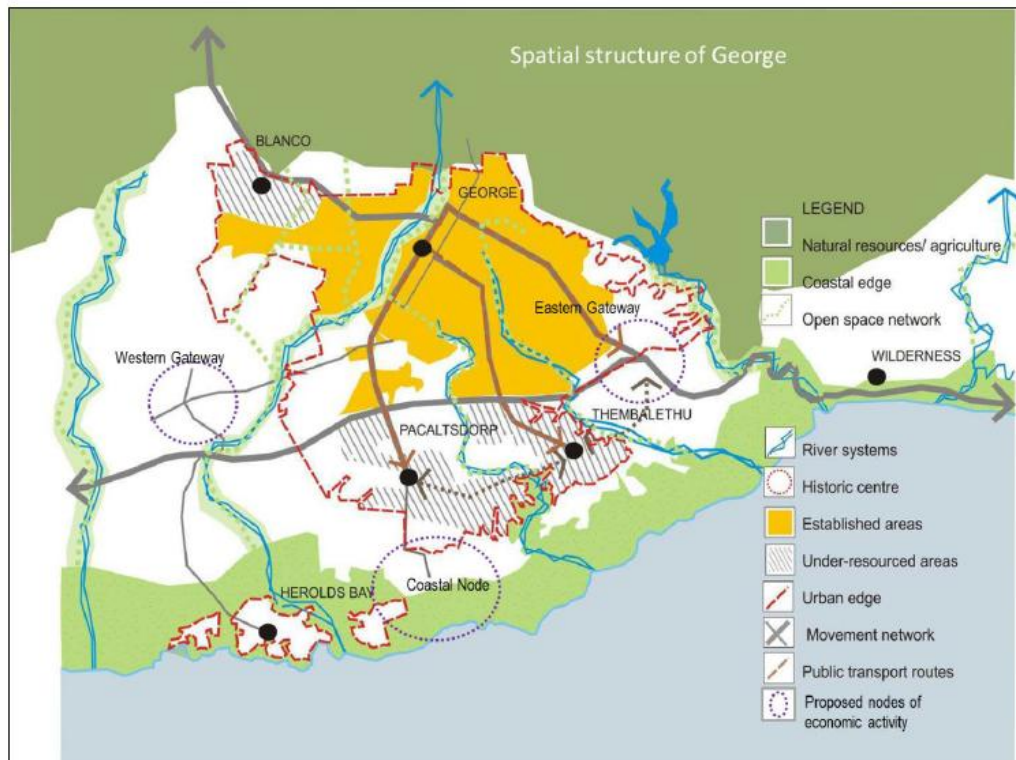 Spatial structure of George
BLANCO
GEORGE
LEGEND
Natural resources/ agriculture
Coastal edge
Eastern Gateway
Open space network
Western Gateway
WILDERNESS
THEMBALETHU
PACALTSDORP
River systems
Historic centre
Established areas
Under-resourced areas
Coastal Node
HEROLDS BAY
Urban edge
Movement network
Public transport routes
Proposed nodes of
economic activity